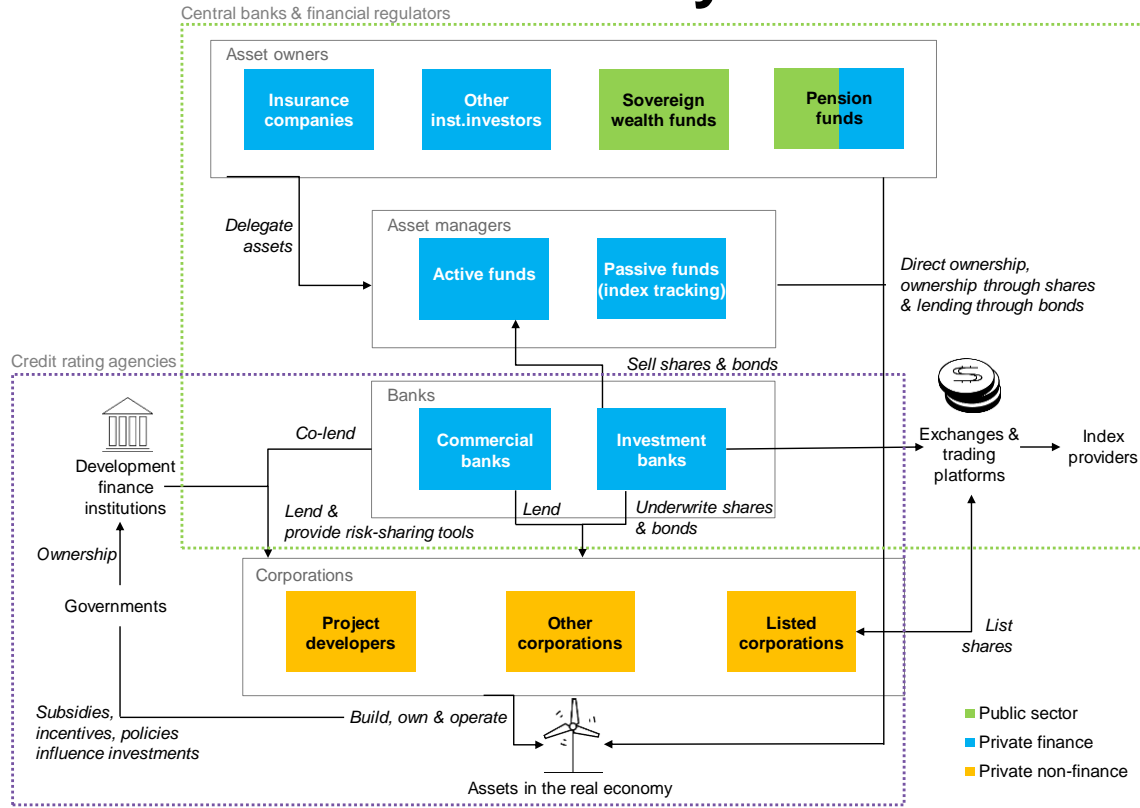 Central banks & financial regulators
Asset owners
Insurance
companies
Other
inst.investors
Sovereign
wealth funds
Pension
funds
Delegate
assets
Asset managers
Active funds
Passive funds
(index tracking)
Direct ownership,
ownership through shares
& lending through bonds
Credit rating agencies
Sell shares & bonds
Banks
Co-lend
Commercial
banks
Investment
banks
Exchanges &
trading
platforms
Index
providers
Development
finance
institutions
Lend &
provide risk-sharing tools
Lend
Underwrite shares
& bonds
Ownership
Corporations
Governments
Project
developers
Other
corporations
Listed
corporations
List
shares
Subsidies,
incentives, policies
influence investments
Build, own & operate
Public sector
Private finance
Private non-finance
Assets in the real economy